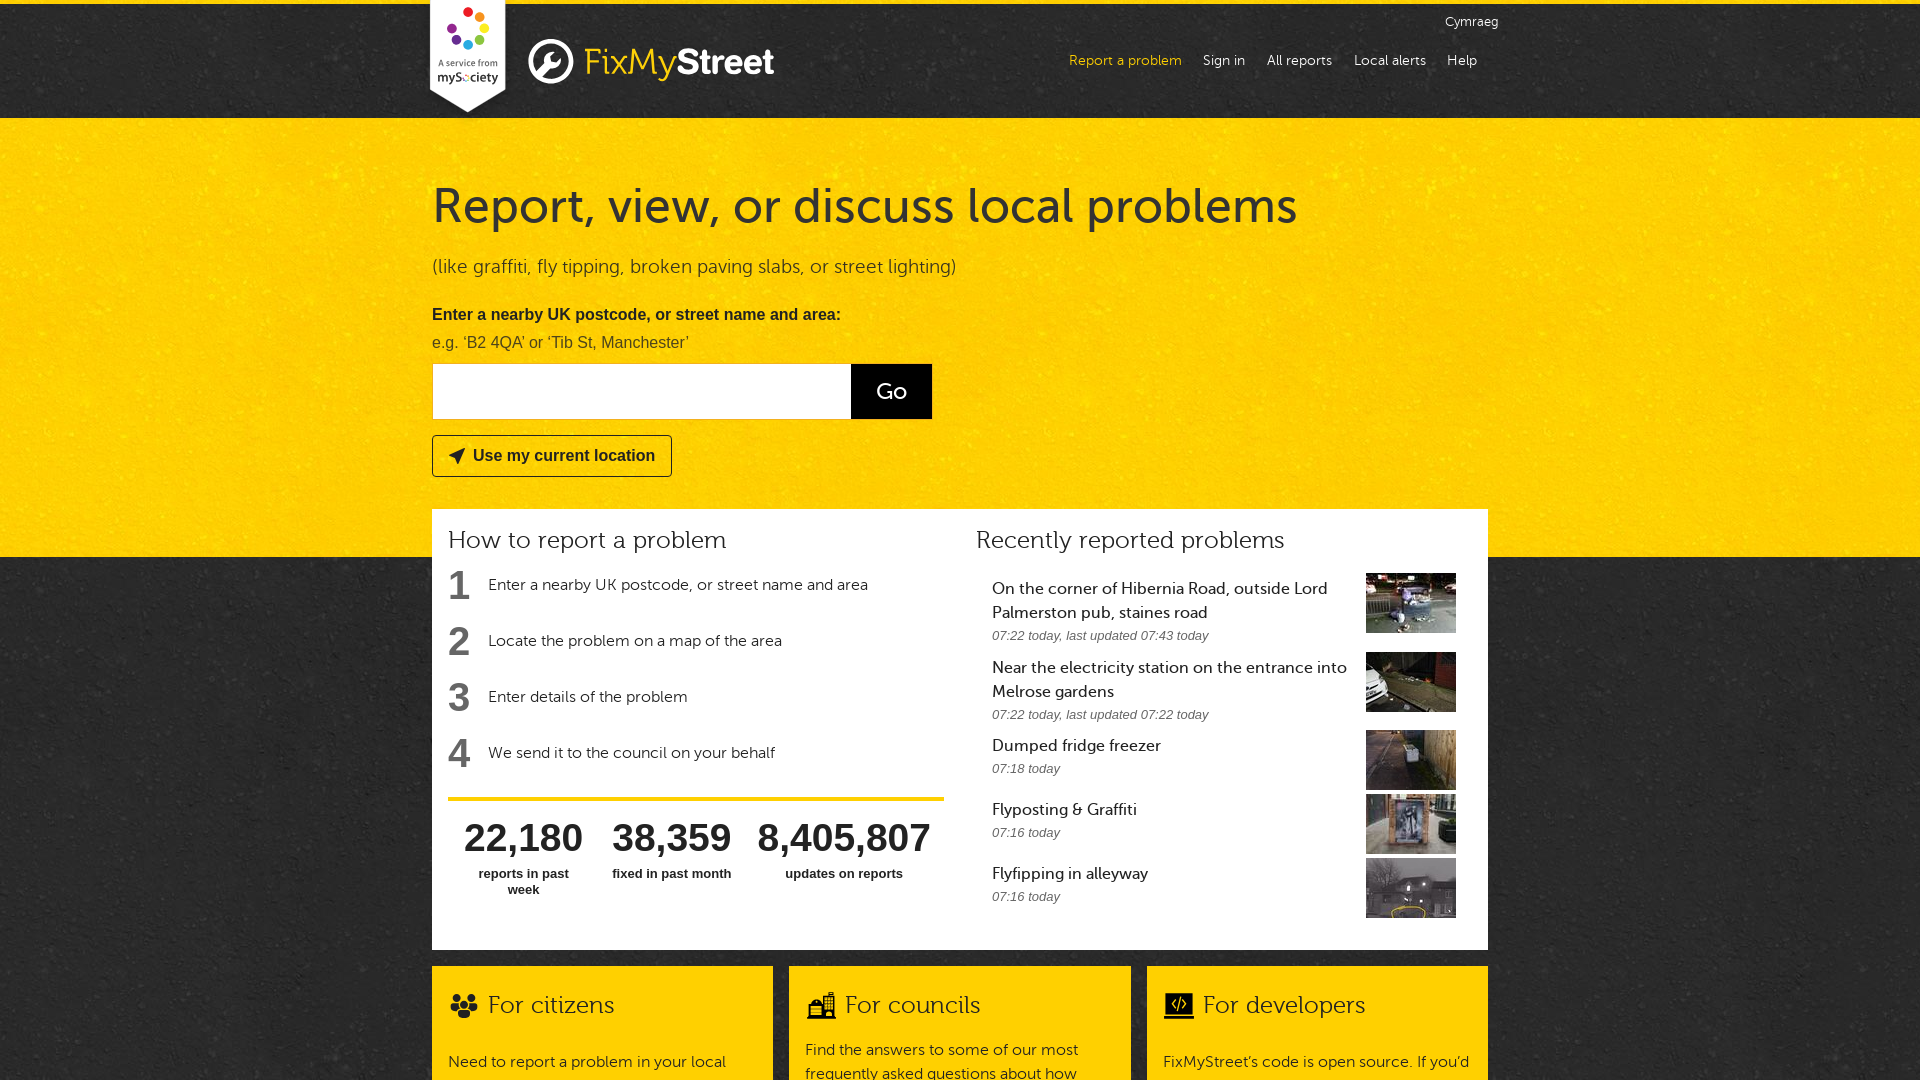 Cymraeg
A service from
mySociety
FixMyStreet
Report a problem
Sign in
All reports
Local alerts
Help
Report, view, or discuss local problems
(like graffiti, fly tipping, broken paving slabs, or street lighting)
Enter a nearby UK postcode, or street name and area:
e.g. ‘B2 4QA’ or ‘Tib St, Manchester’
Go
Use my current location
How to report a problem
1 Enter a nearby UK postcode, or street name and area
2 Locate the problem on a map of the area
3 Enter details of the problem
4 We send it to the council on your behalf
22,180
reports in past
week
38,359
fixed in past month
8,405,807
updates on reports
Recently reported problems
On the corner of Hibernia Road, outside Lord
Palmerston pub, staines road
07:22 today, last updated 07:43 today
Near the electricity station on the entrance into
Melrose gardens
07:22 today, last updated 07:22 today
Dumped fridge freezer
07:18 today
Flyposting & Graffiti
07:16 today
Flyfipping in alleyway
07:16 today
For citizens
Need to report a problem in your local
For councils
Find the answers to some of our most
frequently asked questions about how
For developers
FixMyStreet’s code is open source. If you’d